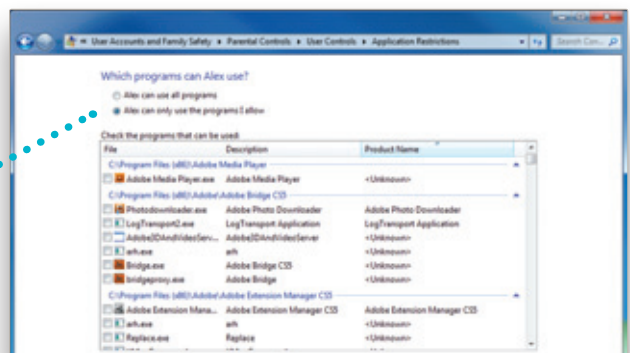 User Accounts and Family Safety Parental Controls User Controls Application Restrictions Search Con...
Which programs can Alex use?
Alex can use all programs
Alex can only use the programs I allow
Check the programs that can be used:
File Description Product Name
C:\Program Files (x86)\Adobe Media Player
Adobe Media Player.exe Adobe Media Player <Unknown>
C:\Program Files (x86)\Adobe\Adobe Bridge CS5
Photodownloader.exe Adobe Photo Downloader Adobe Photo Downloader
LogTransport2.exe LogTransport Application LogTransport Application
Adobe3DAndVideoServ... Adobe3DAndVideoServer <Unknown>
arh.exe arh <Unknown>
Bridge.exe Adobe Bridge CS5 <Unknown>
bridgeproxy.exe Adobe Bridge <Unknown>
C:\Program Files (x86)\Adobe\Adobe Extension Manager CS5
Adobe Extension Mana... Adobe Extension Manager CS5 Adobe Extension Manager CS5
arh.exe arh <Unknown>
Replace.exe Replace <Unknown>